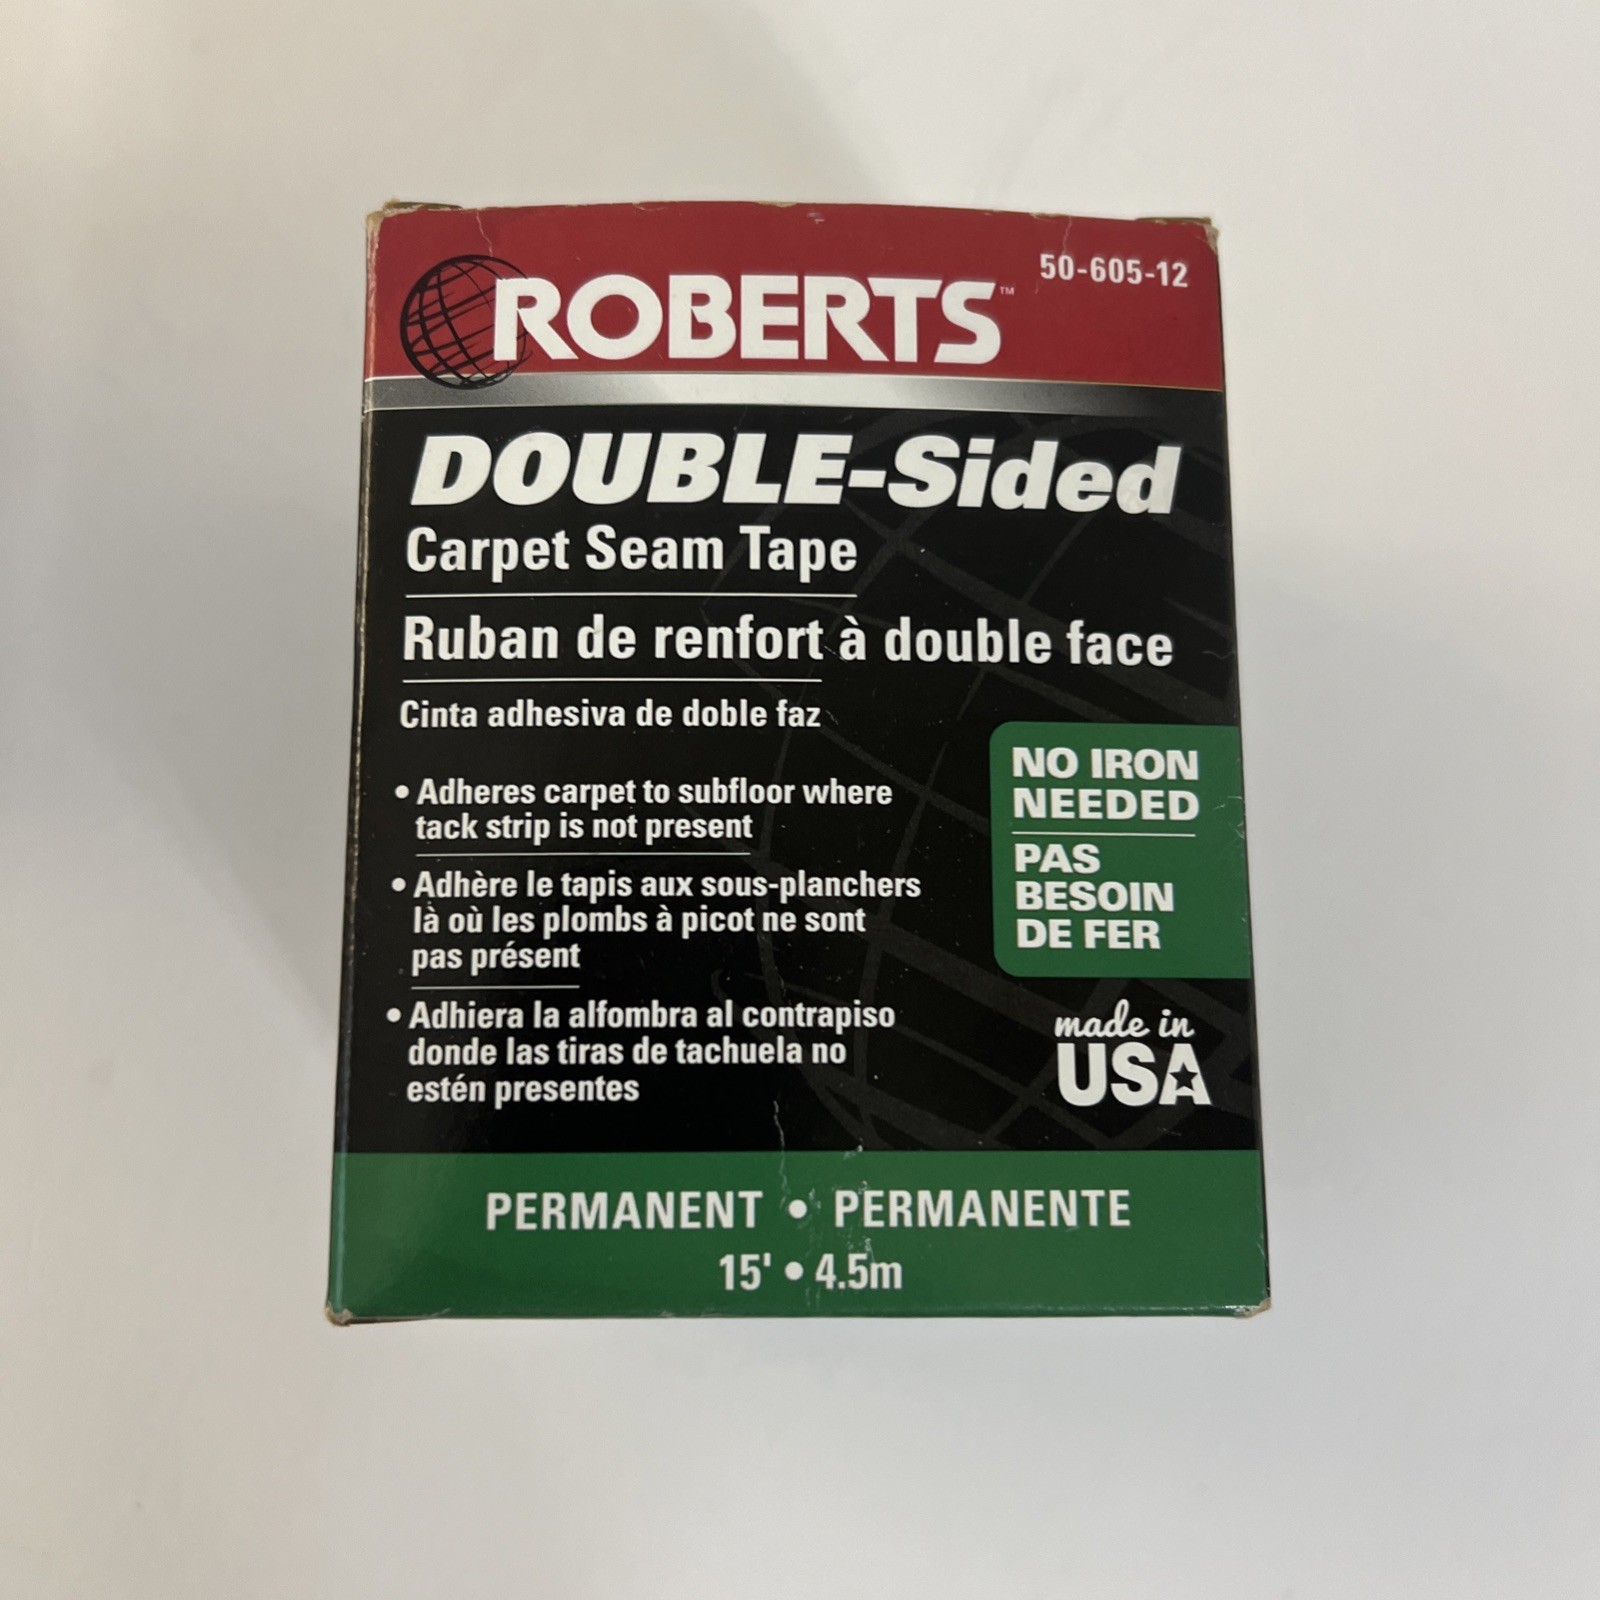 ROBERTS™
50-605-12
DOUBLE-Sided
Carpet Seam Tape
Ruban de renfort à double face
Cinta adhesiva de doble faz
• Adheres carpet to subfloor where
tack strip is not present
• Adhère le tapis aux sous-planchers
là où les plombs à picot ne sont
pas présent
• Adhiera la alfombra al contrapiso
donde las tiras de tachuela no
estén presentes
NO IRON
NEEDED
PAS
BESOIN
DE FER
made in
USA
PERMANENT • PERMANENTE
15' • 4.5m